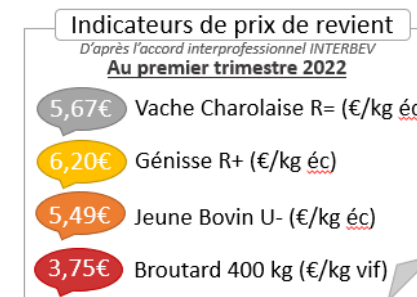 Indicateurs de prix de revient
D'après l'accord interprofessionnel INTERBEV
Au premier trimestre 2022
5,67€ Vache Charolaise R= (€/kg éc
6,20€ Génisse R+ (€/kg éc)
5,49€ Jeune Bovin U- (€/kg éc)
3,75€ Broutard 400 kg (€/kg vif)